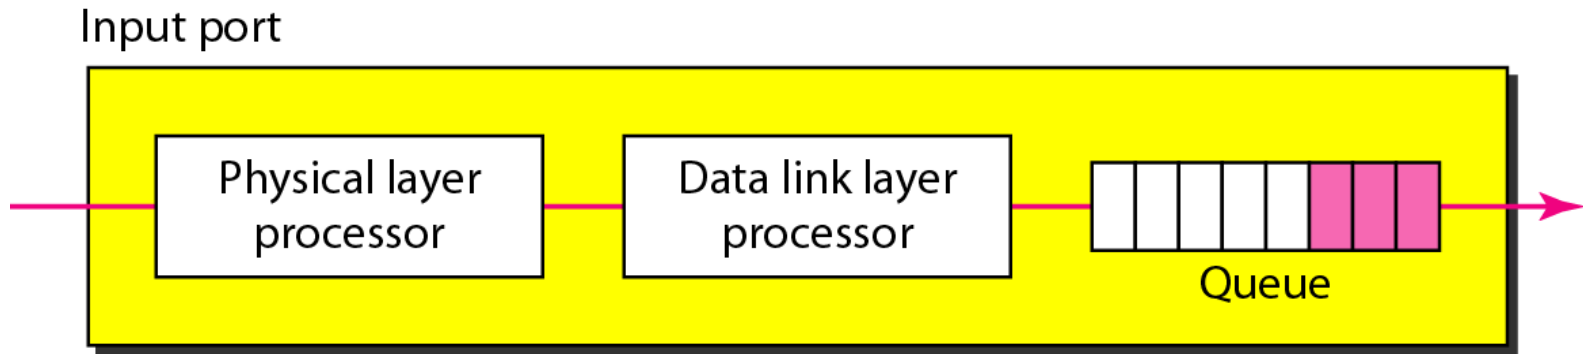 Input port
Physical layer
processor
Data link layer
processor
Queue